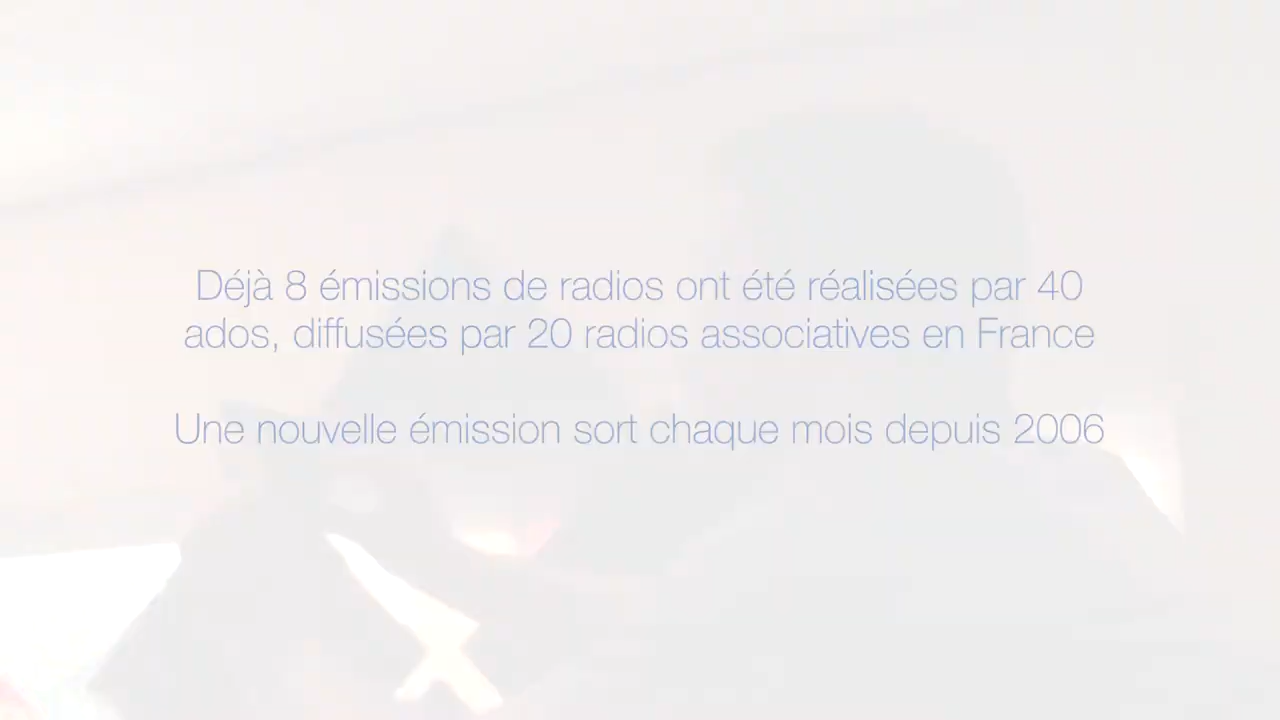 Déjà 8 émissions de radios ont été réalisées par 40
ados, diffusées par 20 radios associatives en France
Une nouvelle émission sort chaque mois depuis 2006